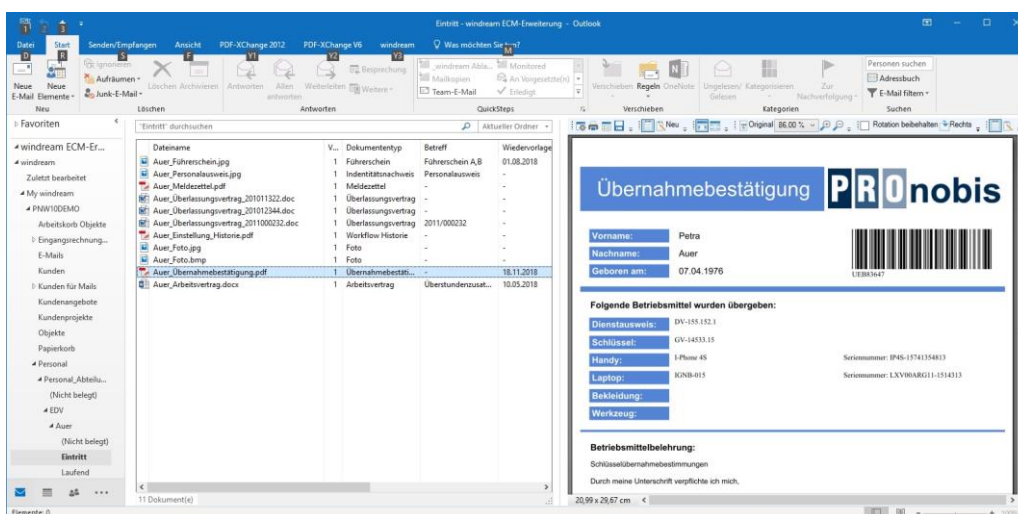 Eintritt - windream ECM-Erweiterung - Outlook
1 2 3
Datei Start Senden/Empfangen Ansicht PDF-XChange 2012 PDF-XChange V6 windream Was möchten Sie tun?
D R S F Y1 Y2 Y3 M
Neue E-Mail
Neue Elemente
Neu
Ignorieren
Aufräumen
Junk-E-Mail
Löschen Archivieren
Löschen
Antworten
Allen antworten
Weiterleiten
Besprechung
Weitere
Antworten
_windream Abla...
Mailkopien
Team-E-Mail
Monitored
An Vorgesetzte(n)
Erledigt
QuickSteps
Verschieben Regeln OneNote
Verschieben
Ungelesen/ Gelesen
Kategorisieren
Zur Nachverfolgung
Kategorien
Personen suchen
Adressbuch
E-Mail filtern
Suchen
Favoriten
windream ECM-Er...
windream
Zuletzt bearbeitet
My windream
PNW10DEMO
Arbeitskorb Objekte
Eingangsrechnung...
E-Mails
Kunden
Kunden für Mails
Kundenangebote
Kundenprojekte
Objekte
Papierkorb
Personal
Personal_Abteilu...
(Nicht belegt)
EDV
Auer
(Nicht belegt)
Eintritt
Laufend
Elemente: 0
"Eintritt" durchsuchen Aktueller Ordner
Dateiname V... Dokumententyp Betreff Wiedervorlage
Auer_Führerschein.jpg 1 Führerschein Führerschein A,B 01.08.2018
Auer_Personalausweis.jpg 1 Indentitätsnachweis Personalausweis -
Auer_Meldezettel.pdf 1 Meldezettel - -
Auer_Überlassungsvertrag_201011322.doc 1 Überlassungsvertrag - -
Auer_Überlassungsvertrag_201012344.doc 1 Überlassungsvertrag - -
Auer_Überlassungsvertrag_2011000232.doc 1 Überlassungsvertrag 2011/000232 -
Auer_Einstellung_Historie.pdf 1 Workflow Historie - -
Auer_Foto.jpg 1 Foto - -
Auer_Foto.bmp 1 Foto - -
Auer_Übernahmebestätigung.pdf 1 Übernahmebestäti... - 18.11.2018
Auer_Arbeitsvertrag.docx 1 Arbeitsvertrag Überstundenzusat... 10.05.2018
11 Dokument(e)
Neu Original 86.00 % Rotation beibehalten Rechts
Übernahmebestätigung PROnobis
Vorname: Petra
Nachname: Auer
Geboren am: 07.04.1976
UEB83647
Folgende Betriebsmittel wurden übergeben:
Dienstausweis: DV-155.152.1
Schlüssel: GV-14533.15
Handy: I-Phone 4S Seriennummer: IP4S-15741354813
Laptop: IGNB-015 Seriennummer: LXV00ARG11-1514313
Bekleidung:
Werkzeug:
Betriebsmittelbelehrung:
Schlüsselübernahmebestimmungen
Durch meine Unterschrift verpflichte ich mich,
20,99 x 29,67 cm
100%